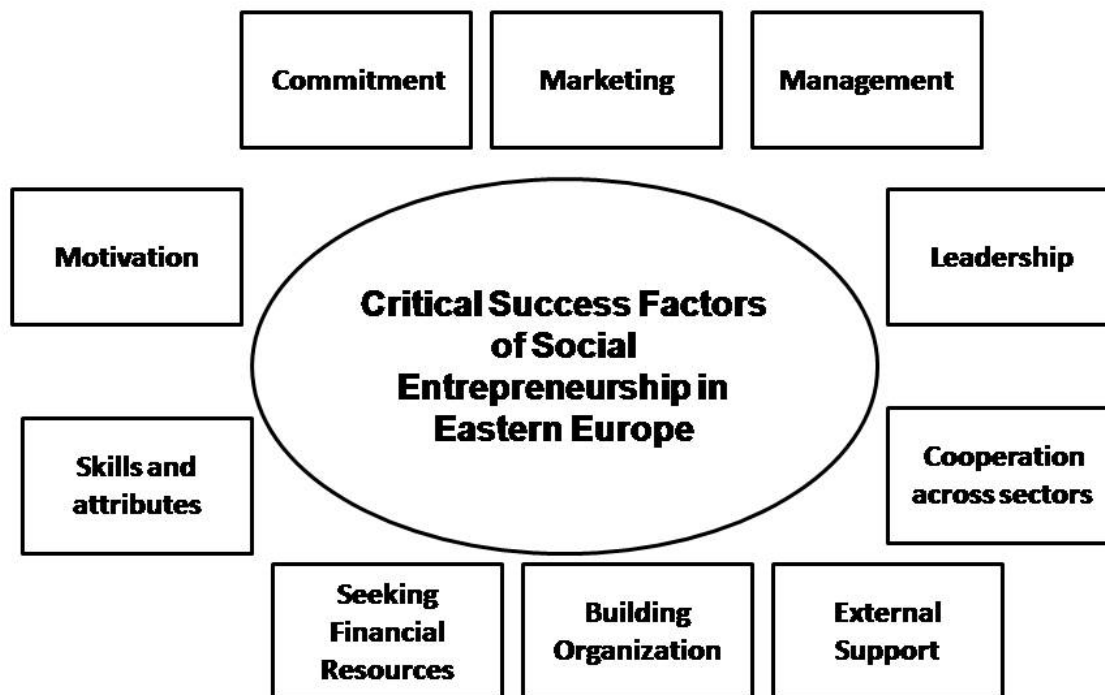 Commitment
Marketing
Management
Motivation
Leadership
Critical Success Factors
of Social
Entrepreneurship in
Eastern Europe
Skills and
attributes
Cooperation
across sectors
Seeking
Financial
Resources
Building
Organization
External
Support